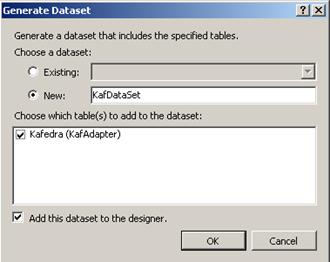 Generate Dataset
Generate a dataset that includes the specified tables.
Choose a dataset:
Existing:
New:
KafDataSet
Choose which table(s) to add to the dataset:
Kafedra (KafAdapter)
Add this dataset to the designer.
OK
Cancel